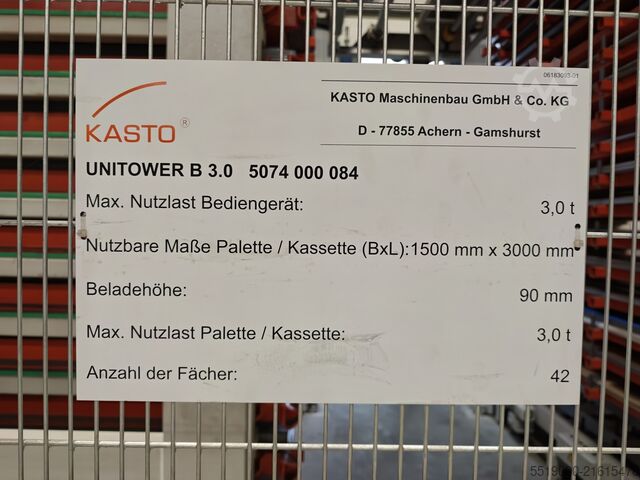 06183093-01
KASTO Maschinenbau GmbH & Co. KG
KASTO ®
D - 77855 Achern - Gamshurst
UNITOWER B 3.0 5074 000 084
Max. Nutzlast Bediengerät: 3,0 t
Nutzbare Maße Palette / Kassette (BxL): 1500 mm x 3000 mm
Beladehöhe: 90 mm
Max. Nutzlast Palette / Kassette: 3,0 t
Anzahl der Fächer: 42